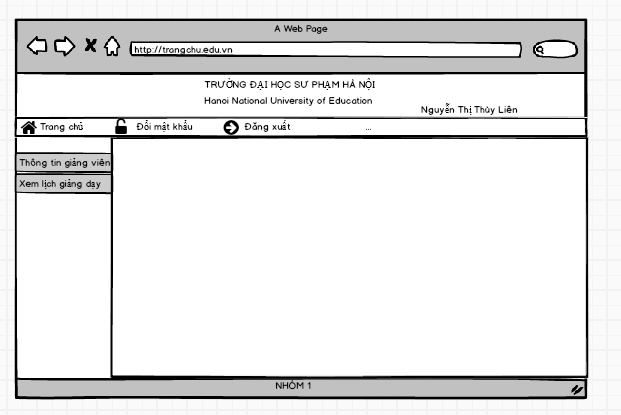 A Web Page
http://trangchu.edu.vn
TRƯỜNG ĐẠI HỌC SƯ PHẠM HÀ NỘI
Hanoi National University of Education
Nguyễn Thị Thùy Liên
Trang chủ Đổi mật khẩu Đăng xuất ...
Thông tin giảng viên
Xem lịch giảng dạy
NHÓM 1